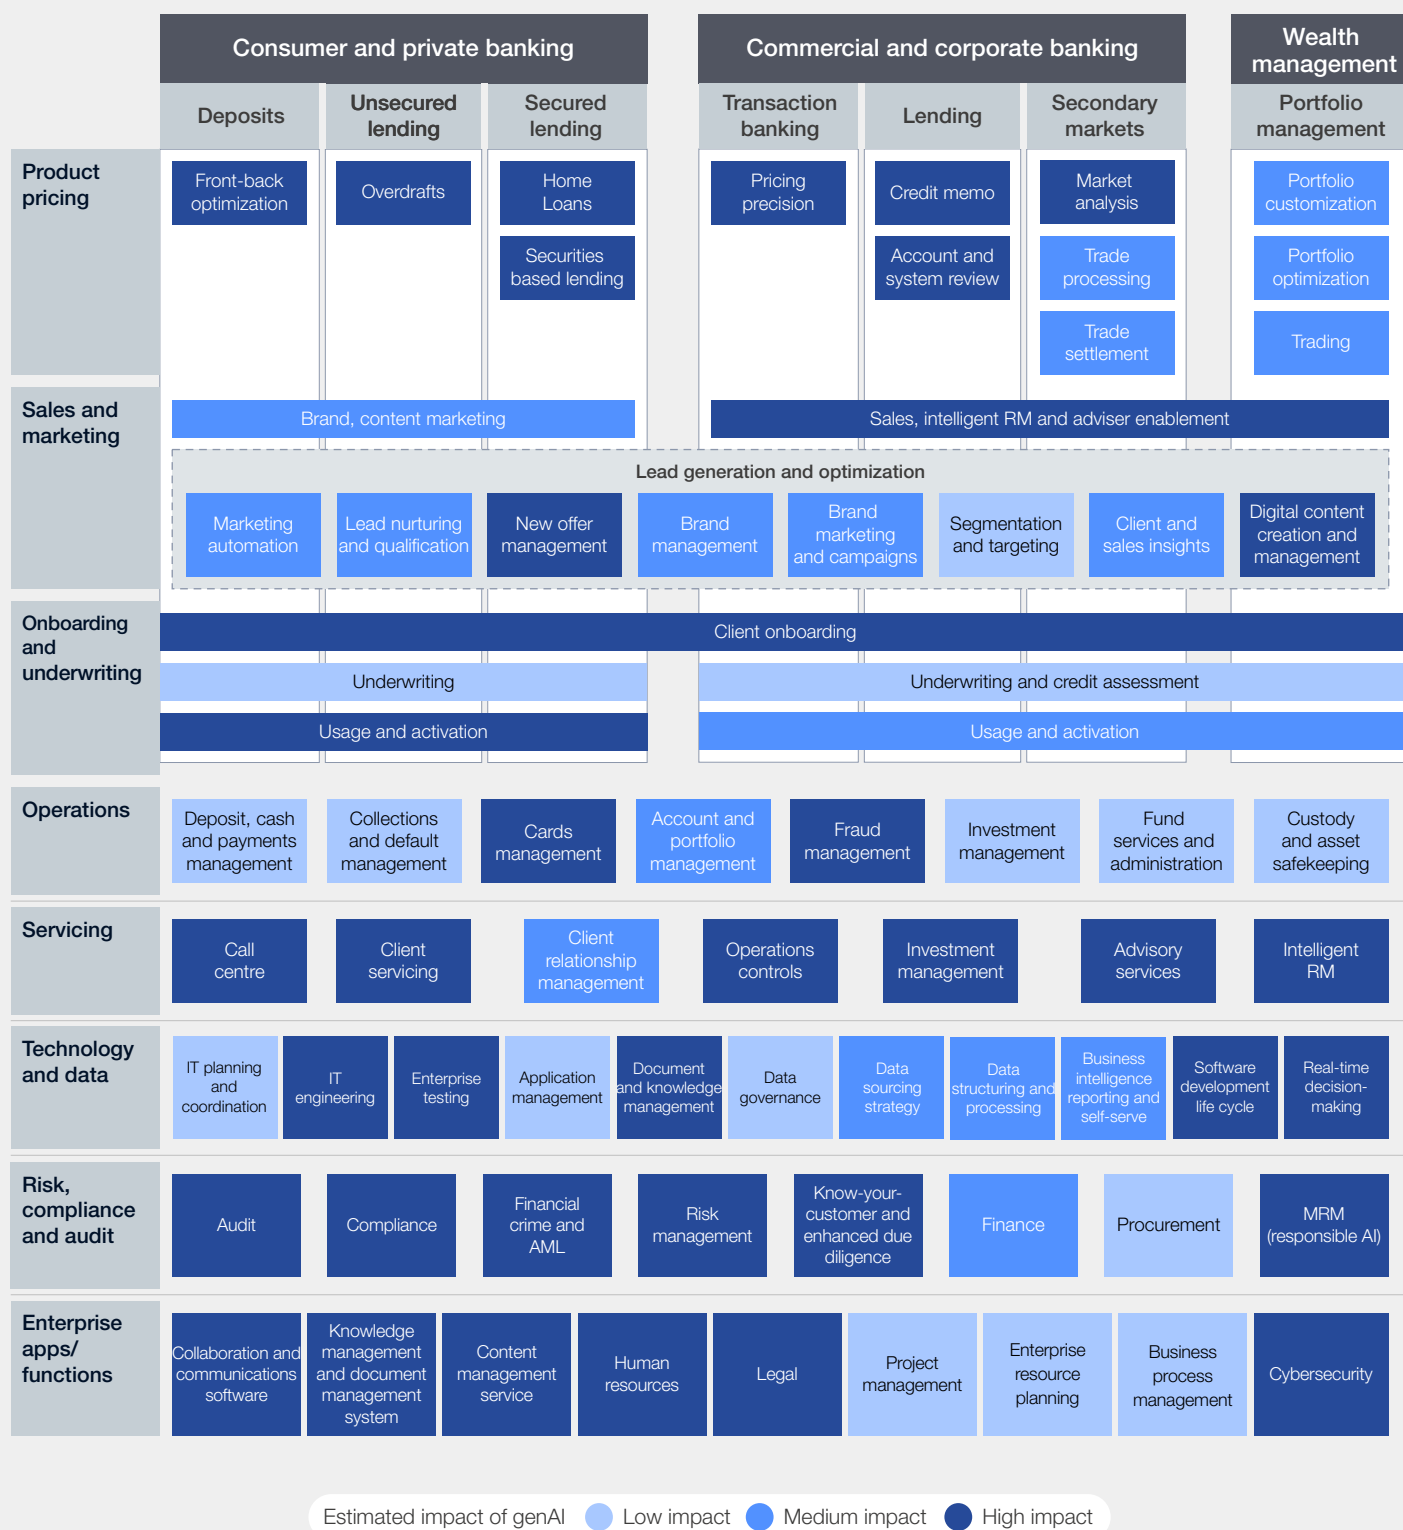 Consumer and private banking
Commercial and corporate banking
Wealth
management
Deposits
Unsecured
lending
Secured
lending
Transaction
banking
Lending
Secondary
markets
Portfolio
management
Product
pricing
Front-back
optimization
Overdrafts
Home
Loans
Securities
based lending
Pricing
precision
Credit memo
Account and
system review
Market
analysis
Trade
processing
Trade
settlement
Portfolio
customization
Portfolio
optimization
Trading
Sales and
marketing
Brand, content marketing
Sales, intelligent RM and adviser enablement
Lead generation and optimization
Marketing
automation
Lead nurturing
and qualification
New offer
management
Brand
management
Brand
marketing
and campaigns
Segmentation
and targeting
Client and
sales insights
Digital content
creation and
management
Onboarding
and
underwriting
Client onboarding
Underwriting
Underwriting and credit assessment
Usage and activation
Usage and activation
Operations
Deposit, cash
and payments
management
Collections
and default
management
Cards
management
Account and
portfolio
management
Fraud
management
Investment
management
Fund
services and
administration
Custody
and asset
safekeeping
Servicing
Call
centre
Client
servicing
Client
relationship
management
Operations
controls
Investment
management
Advisory
services
Intelligent
RM
Technology
and data
IT planning
and
coordination
IT
engineering
Enterprise
testing
Application
management
Document
and knowledge
management
Data
governance
Data
sourcing
strategy
Data
structuring and
processing
Business
intelligence
reporting and
self-serve
Software
development
life cycle
Real-time
decision-
making
Risk,
compliance
and audit
Audit
Compliance
Financial
crime and
AML
Risk
management
Know-your-
customer and
enhanced due
diligence
Finance
Procurement
MRM
(responsible AI)
Enterprise
apps/
functions
Collaboration and
communications
software
Knowledge
management
and document
management
system
Content
management
service
Human
resources
Legal
Project
management
Enterprise
resource
planning
Business
process
management
Cybersecurity
Estimated impact of genAI
Low impact
Medium impact
High impact